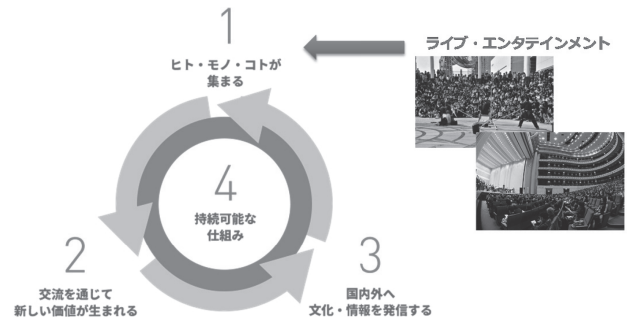 1
ヒト・モノ・コトが
集まる
ライブ・エンタテインメント
4
持続可能な
仕組み
2
交流を通じて
新しい価値が生まれる
3
国内外へ
文化・情報を発信する